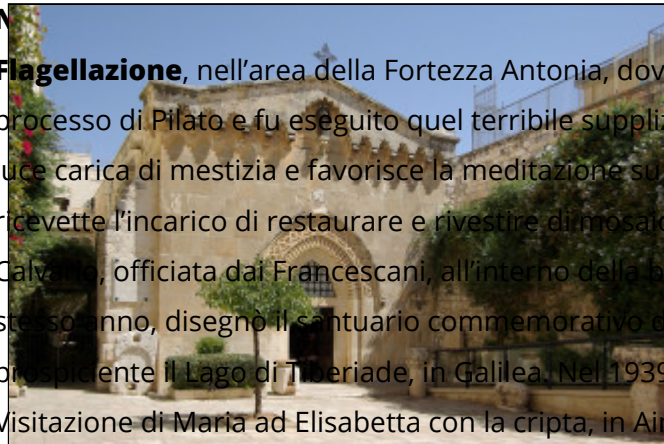 N
Flagellazione, nell’area della Fortezza Antonia, dov
processo di Pilato e fu eseguito quel terribile suppliz
luce carica di mestizia e favorisce la meditazione su
ricevette l’incarico di restaurare e rivestire di mosaic
Calvario, officiata dai Francescani, all’interno della b
stesso anno, disegnò il santuario commemorativo
prospiciente il Lago di Tiberiade, in Galilea. Nel 1939
Visitazione di Maria ad Elisabetta con la cripta, in Ai